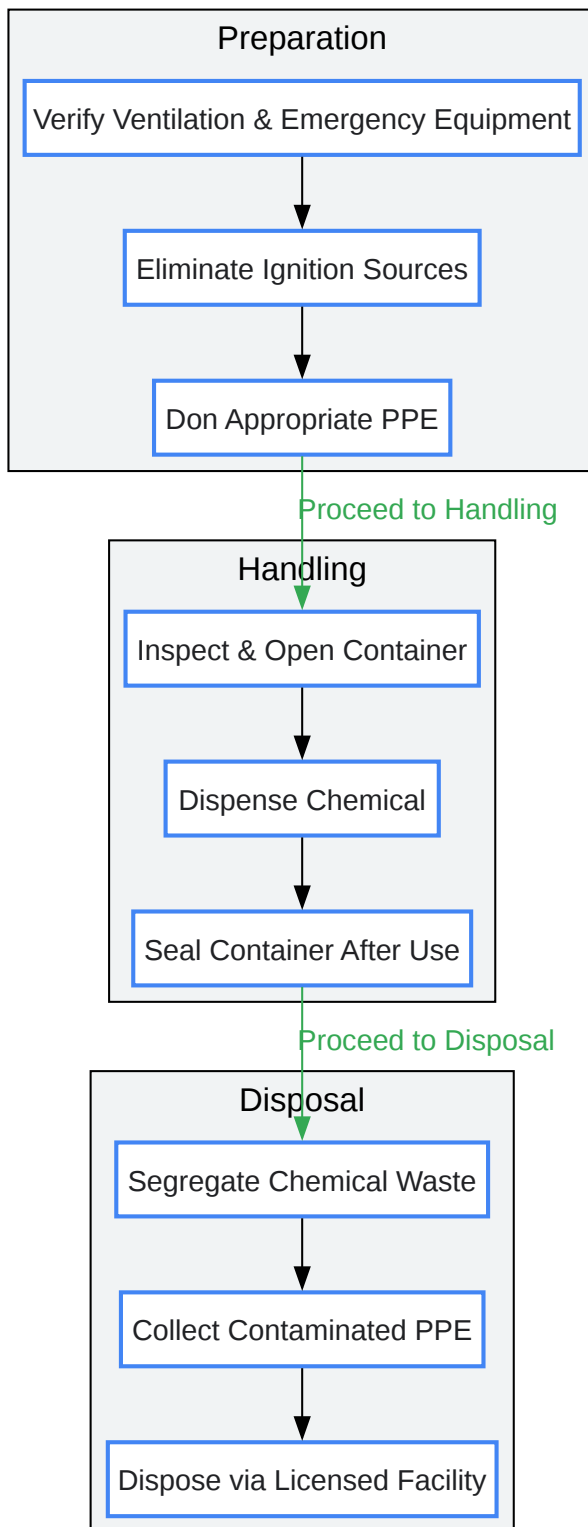 Preparation
Verify Ventilation & Emergency Equipment
Eliminate Ignition Sources
Don Appropriate PPE
Proceed to Handling
Handling
Inspect & Open Container
Dispense Chemical
Seal Container After Use
Proceed to Disposal
Disposal
Segregate Chemical Waste
Collect Contaminated PPE
Dispose via Licensed Facility